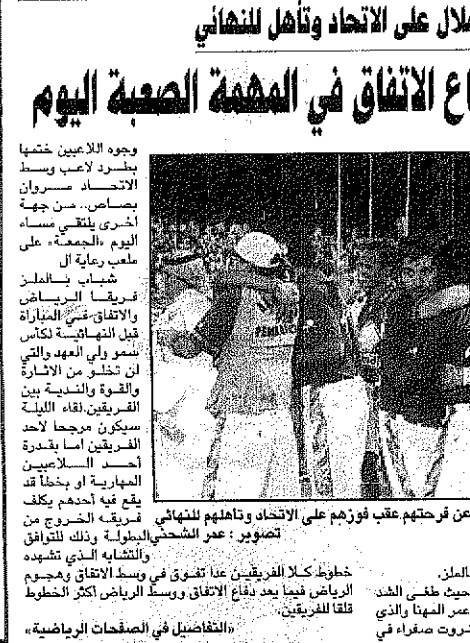 هلال على الاتحاد وتأهل للنهائي
اع الاتفاق في المهمة الصعبة اليوم
وجوه اللاعبين ختمها
بطرد لاعب وسط
الاتحاد مروان
بصاص.. من جهة
أخرى يلتقي مساء
اليوم «الجمعة» على
ملعب رعاية ال
شباب بالملز
فريقا الرياض
والاتفاق في المباراة
قبل النهائية لكأس
سمو ولي العهد والتي
لن تخلو من الاثارة
والقوة والندية بين
الفريقين.لقاء الليلة
سيكون مرجحا لاحد
الفريقين اما بقدرة
أحد اللاعبين
المهارية او بخطأ قد
يقع فيه أحدهم يكلف
فريقه الخروج من
البطولة وذلك للتوافق
والتشابه الذي تشهده
خطوط كلا الفريقين عدا تفوق في وسط الاتفاق وهجوم
الرياض فيما يعد دفاع الاتفاق ووسط الرياض أكثر الخطوط
قلقا للفريقين.
«التفاصيل في الصفحات الرياضية»
عن فرحتهم عقب فوزهم على الاتحاد وتأهلهم للنهائي
تصوير : عمر الشحني
بالملز.
حيث طغى الشد
عمر المهنا والذي
بروت صفراء في